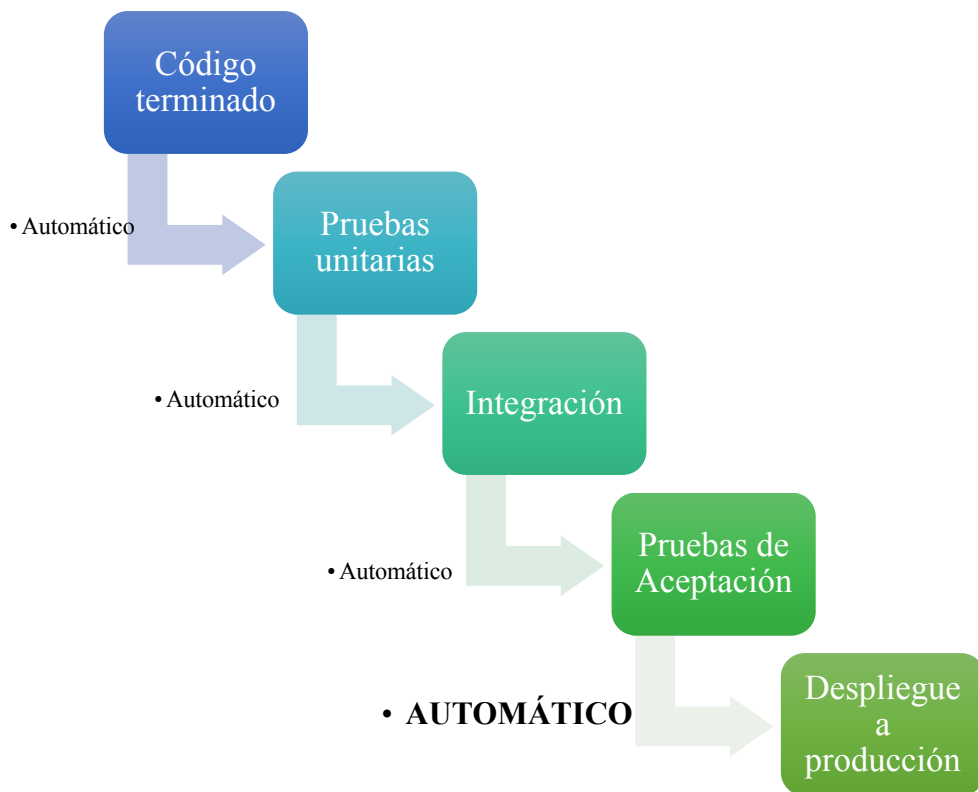 Código
terminado
• Automático
Pruebas
unitarias
• Automático
Integración
• Automático
Pruebas de
Aceptación
• AUTOMÁTICO
Despliegue
a
producción